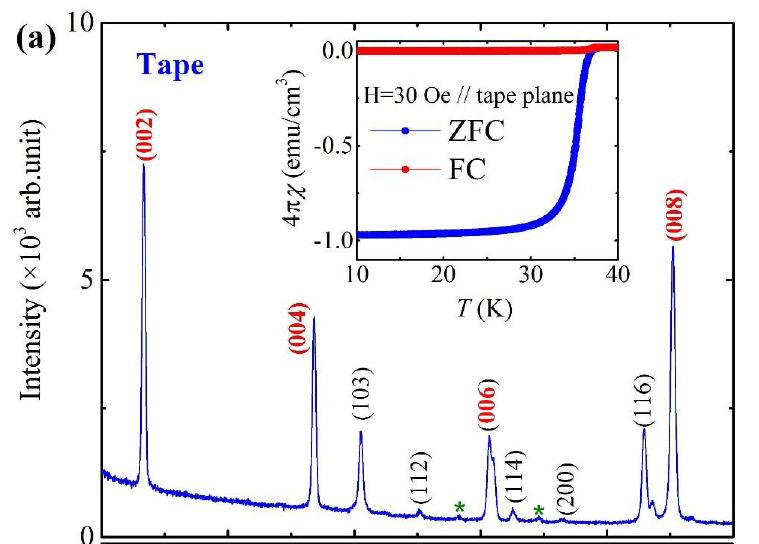 (a)
10
5
0
Intensity (×10³ arb.unit)
Tape
(002)
(004)
(103)
(112)
*
(006)
(114)
*
(200)
(116)
(008)
0.0
-0.5
-1.0
4πχ (emu/cm³)
H=30 Oe // tape plane
ZFC
FC
10
20
30
40
T (K)